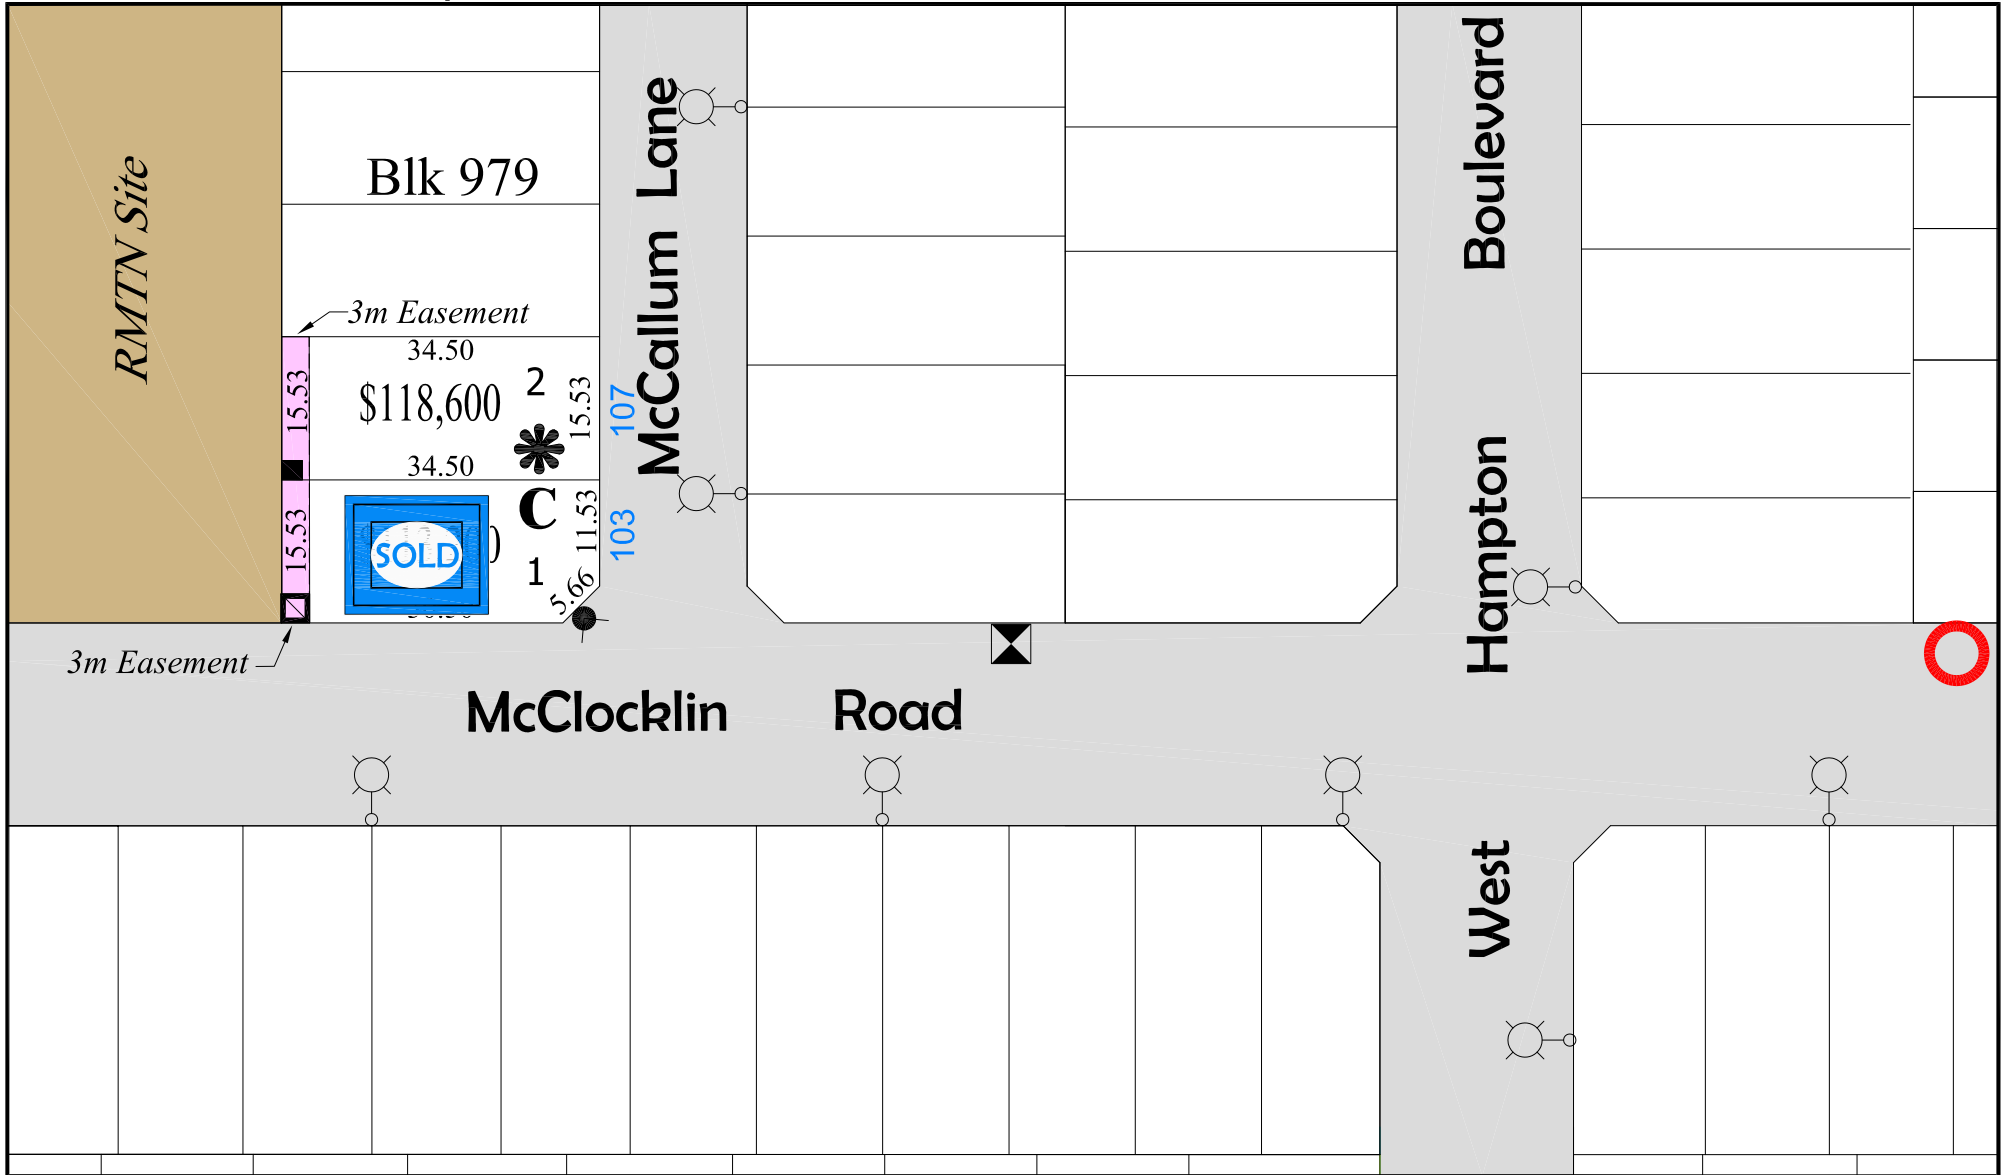 RMTN Site
Blk 979
3m Easement
34.50
$118,600
2
15.53
15.53
107
34.50
C
SOLD
1
11.53
15.53
103
5.66
3m Easement
McCallum Lane
McClocklin Road
West Hampton Boulevard